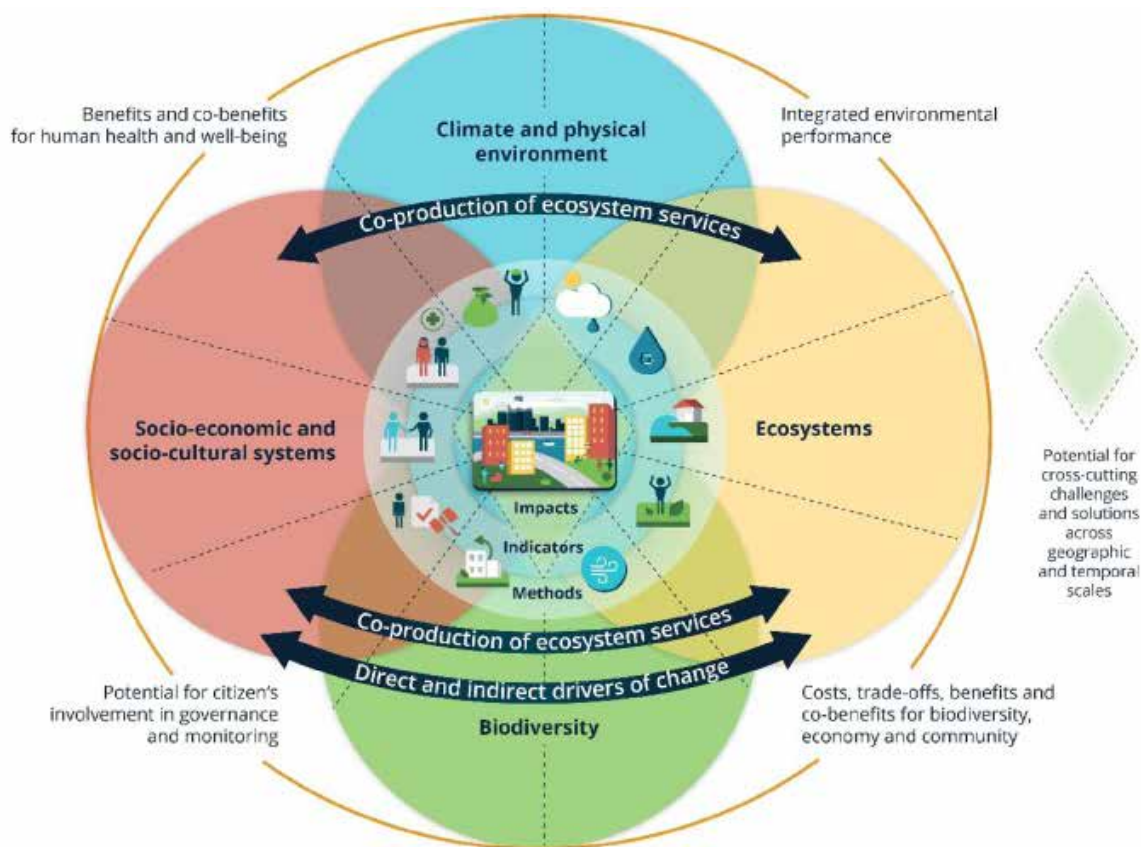 Benefits and co-benefits
for human health and well-being
Climate and physical
environment
Integrated environmental
performance
Co-production of ecosystem services
Socio-economic and
socio-cultural systems
Ecosystems
Impacts
Indicators
Methods
Potential for
cross-cutting
challenges
and solutions
across
geographic
and temporal
scales
Co-production of ecosystem services
Direct and indirect drivers of change
Biodiversity
Potential for citizen's
involvement in governance
and monitoring
Costs, trade-offs, benefits and
co-benefits for biodiversity,
economy and community